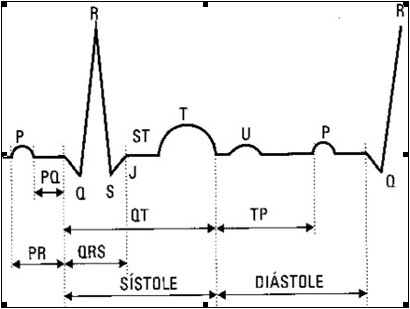 R R
P ST T U P
PQ
Q S J Q
QT TP
PR QRS
SÍSTOLE DIÁSTOLE